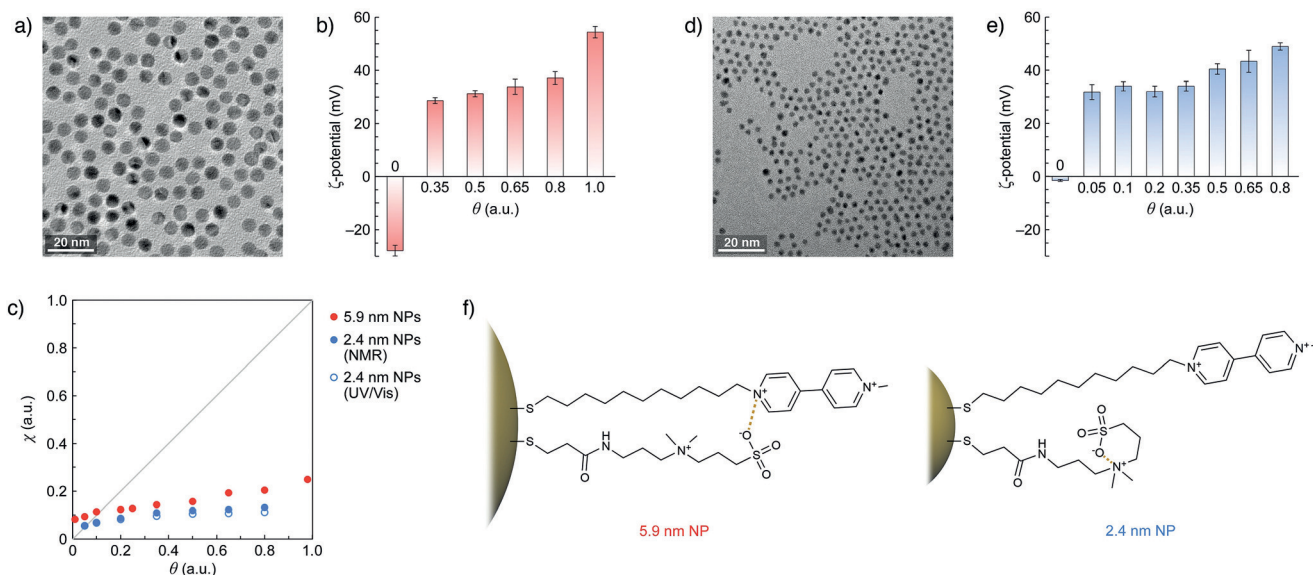 a)
20 nm
b)
60
40
20
0
−20
ζ-potential (mV)
0
0.35 0.5 0.65 0.8 1.0
θ (a.u.)
d)
20 nm
e)
60
40
20
0
−20
ζ-potential (mV)
0
0.05 0.1 0.2 0.35 0.5 0.65 0.8
θ (a.u.)
c)
1.0
0.8
0.6
0.4
0.2
0
χ (a.u.)
0 0.2 0.4 0.6 0.8 1.0
θ (a.u.)
5.9 nm NPs
2.4 nm NPs
(NMR)
2.4 nm NPs
(UV/Vis)
f)
S
N+
N+
S
O
H
N
N+
-O
S
O
O
5.9 nm NP
S
N+
N+
S
O
H
N
N+
O
S
O
-O
2.4 nm NP